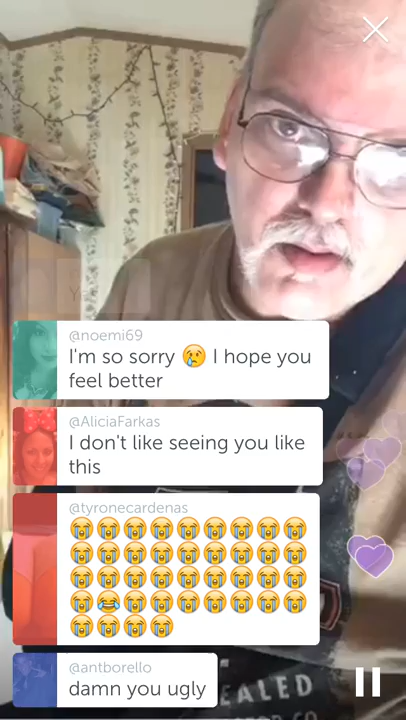 @noemi69
I'm so sorry 😢 I hope you
feel better
@AliciaFarkas
I don't like seeing you like
this
@tyronecardenas
😭😭😭😭😭😭😭😭😭
😭😭😭😭😭😭😭😭😭
😭😭😭😭😭😭😭😭😭
😭😂😭😭😭😭😭😭😭
😭😭😭😭
@antborello
damn you ugly
EALED